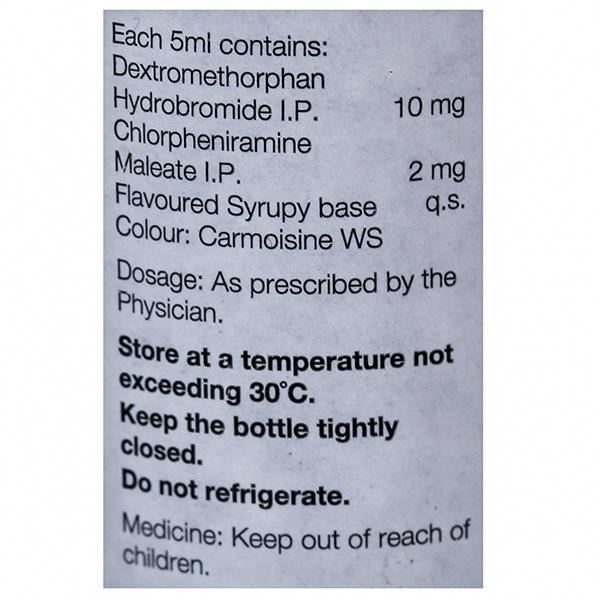 Each 5ml contains:
Dextromethorphan
Hydrobromide I.P. 10 mg
Chlorpheniramine
Maleate I.P. 2 mg
Flavoured Syrupy base q.s.
Colour: Carmoisine WS
Dosage: As prescribed by the
Physician.
Store at a temperature not
exceeding 30°C.
Keep the bottle tightly
closed.
Do not refrigerate.
Medicine: Keep out of reach of
children.